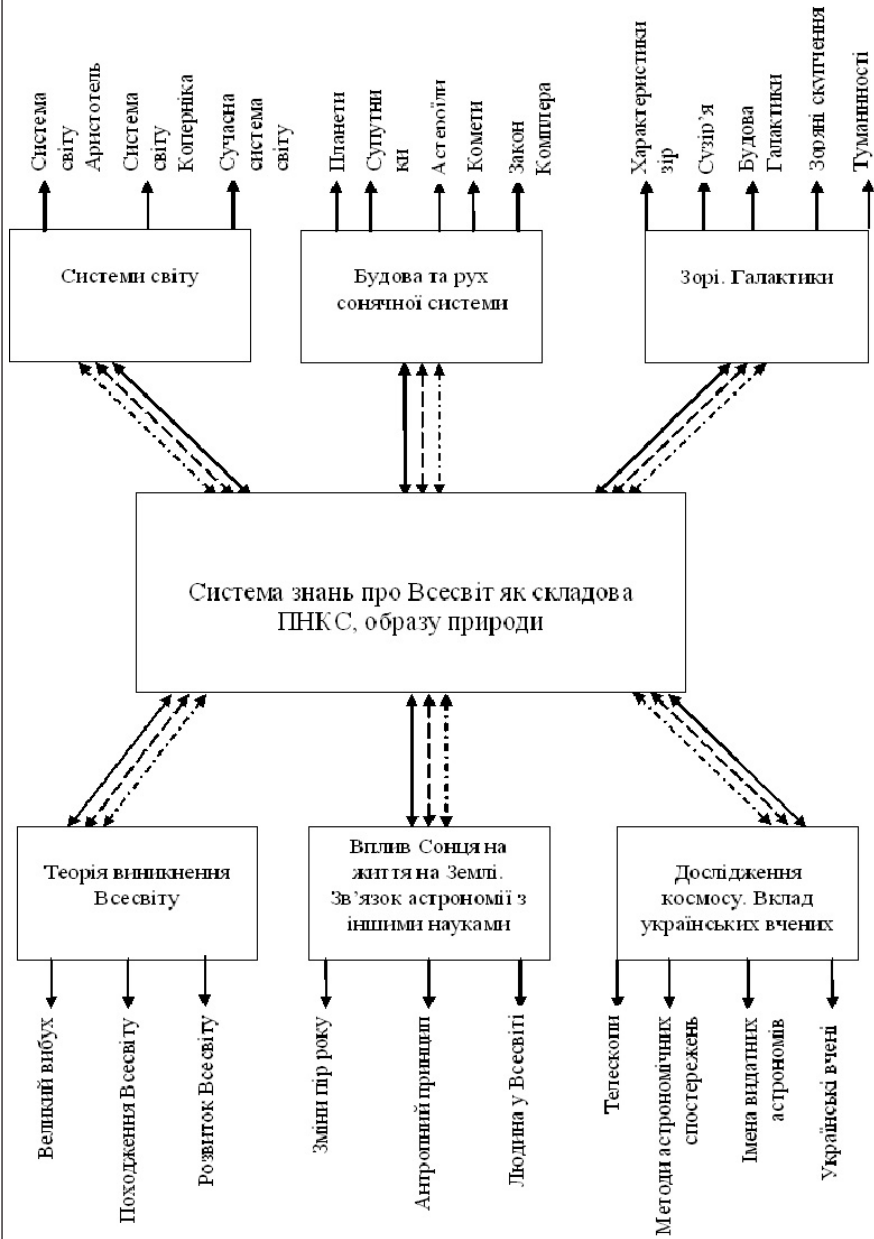 Система
світу
Аристотель
Система
світу
Коперніка
Сучасна
система
світу
Планети
Супутни
ки
Астероїди
Комети
Закон
Комплера
Характеристики
зір
Сузір’я
Будова
Галактики
Зоряні скупчення
Туманнності
Системи світу
Будова та рух
сонячної системи
Зорі. Галактики
Система знань про Всесвіт як складова
ПНКС, образу природи
Теорія виникнення
Всесвіту
Вплив Сонця на
життя на Землі.
Зв’язок астрономії з
іншими науками
Дослідження
космосу. Вклад
українських вчених
Великий вибух
Походження Всесвіту
Розвиток Всесвіту
Зміни пір року
Антропний принцип
Людина у Всесвіті
Телескопи
Методи астрономічних
спостережень
Імена видатних
астрономів
Українські вчені